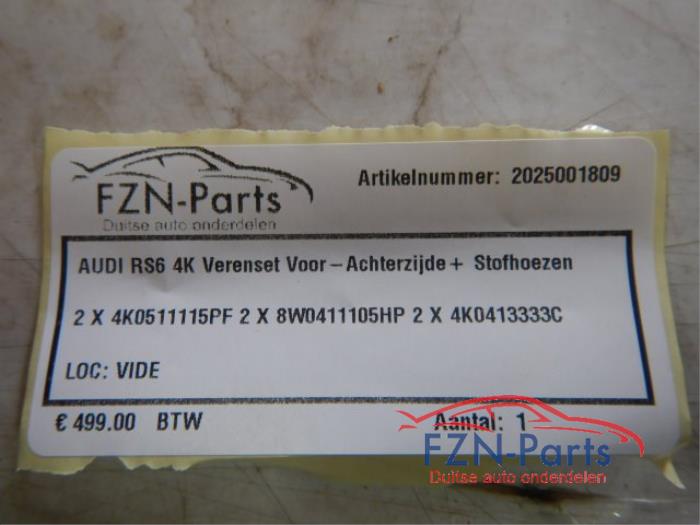 FZN-Parts
Duitse auto onderdelen
Artikelnummer: 2025001809
AUDI RS6 4K Verenset Voor-Achterzijde+ Stofhoezen
2 X 4K0511115PF 2 X 8W0411105HP 2 X 4K0413333C
LOC: VIDE
€ 499.00 BTW
Aantal: 1
FZN-Parts
Duitse auto onderdelen